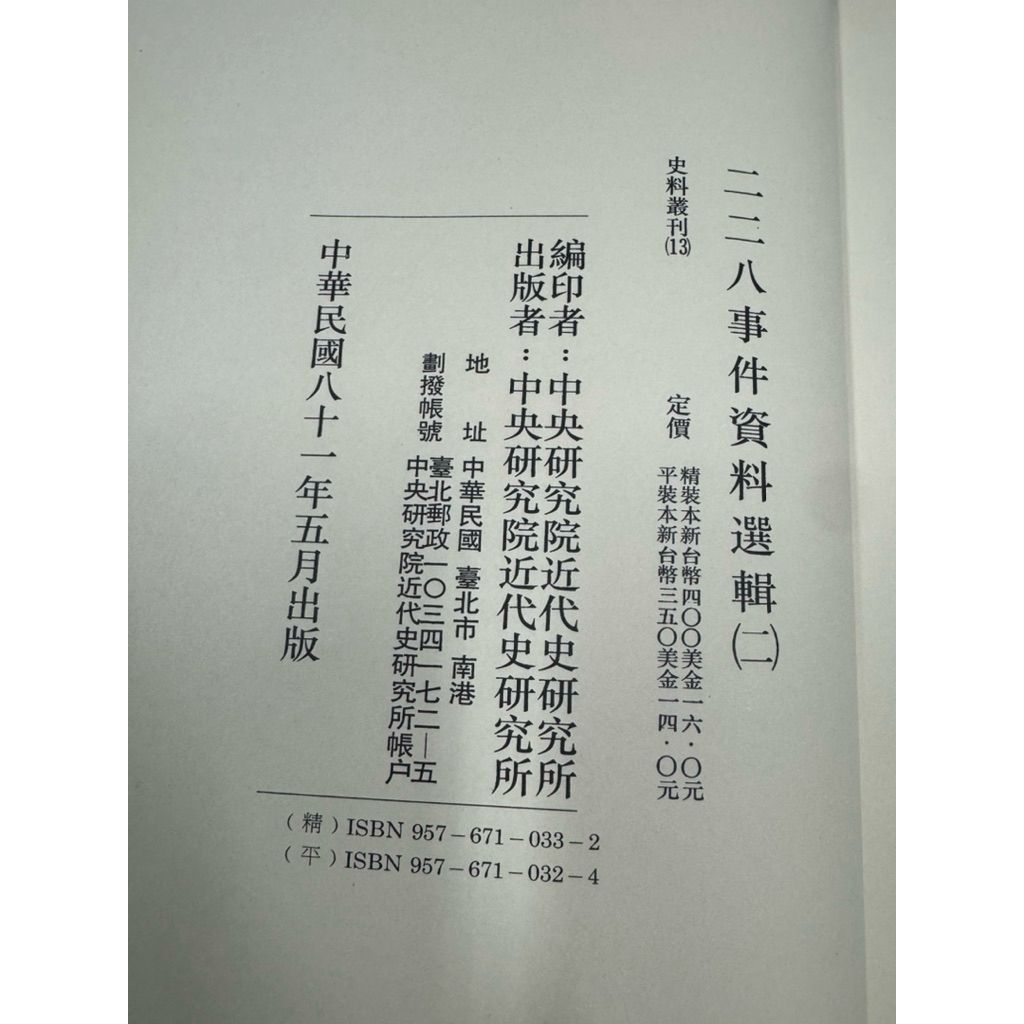 二二八事件資料選輯㈡
史料叢刊⒀
定價
精裝本新台幣四〇〇美金一六·〇元
平裝本新台幣三五〇美金一四·〇元
編印者：中央研究院近代史研究所
出版者：中央研究院近代史研究所
地址 中華民國 臺北市 南港
劃撥帳號 臺北郵政一〇三四一七二—五
中央研究院近代史研究所帳户
中華民國八十一年五月出版
（精）ISBN 957－671－033－2
（平）ISBN 957－671－032－4